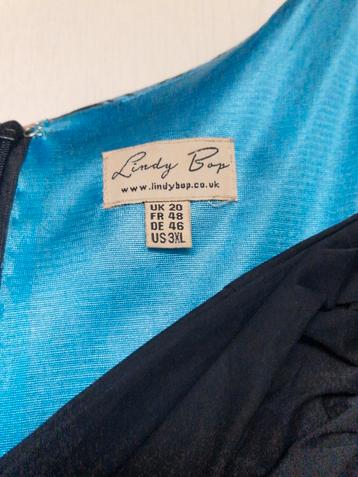 Lindy Bop
www.lindybop.co.uk
UK 20
FR 48
DE 46
US 3XL